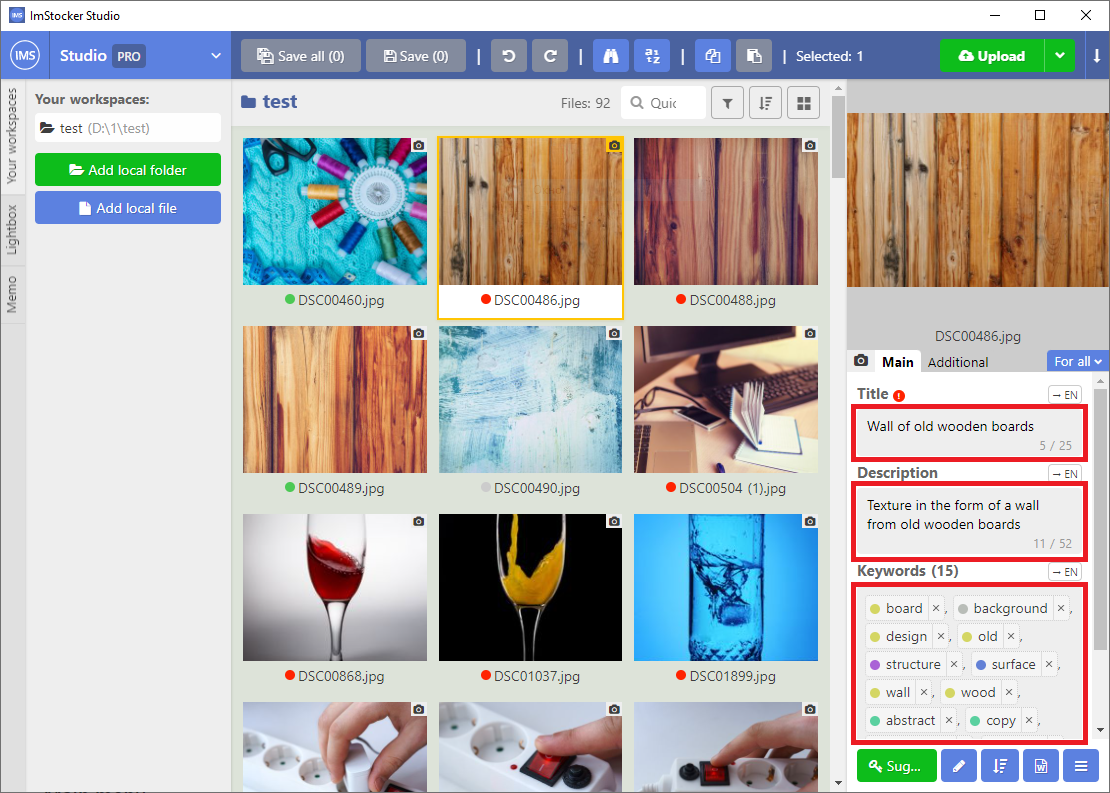 IMS ImStocker Studio
IMS Studio PRO
Save all (0) Save (0) Selected: 1 Upload
Your workspaces
Lightbox
Memo
Your workspaces:
test (D:\1\test)
Add local folder
Add local file
test Files: 92 Quic
DSC00460.jpg DSC00486.jpg DSC00488.jpg
DSC00489.jpg DSC00490.jpg DSC00504 (1).jpg
DSC00868.jpg DSC01037.jpg DSC01899.jpg
DSC00486.jpg
Main Additional For all
Title → EN
Wall of old wooden boards
5 / 25
Description → EN
Texture in the form of a wall
from old wooden boards
11 / 52
Keywords (15) → EN
board ×, background ×,
design ×, old ×,
structure ×, surface ×,
wall ×, wood ×,
abstract ×, copy ×,
Sug...